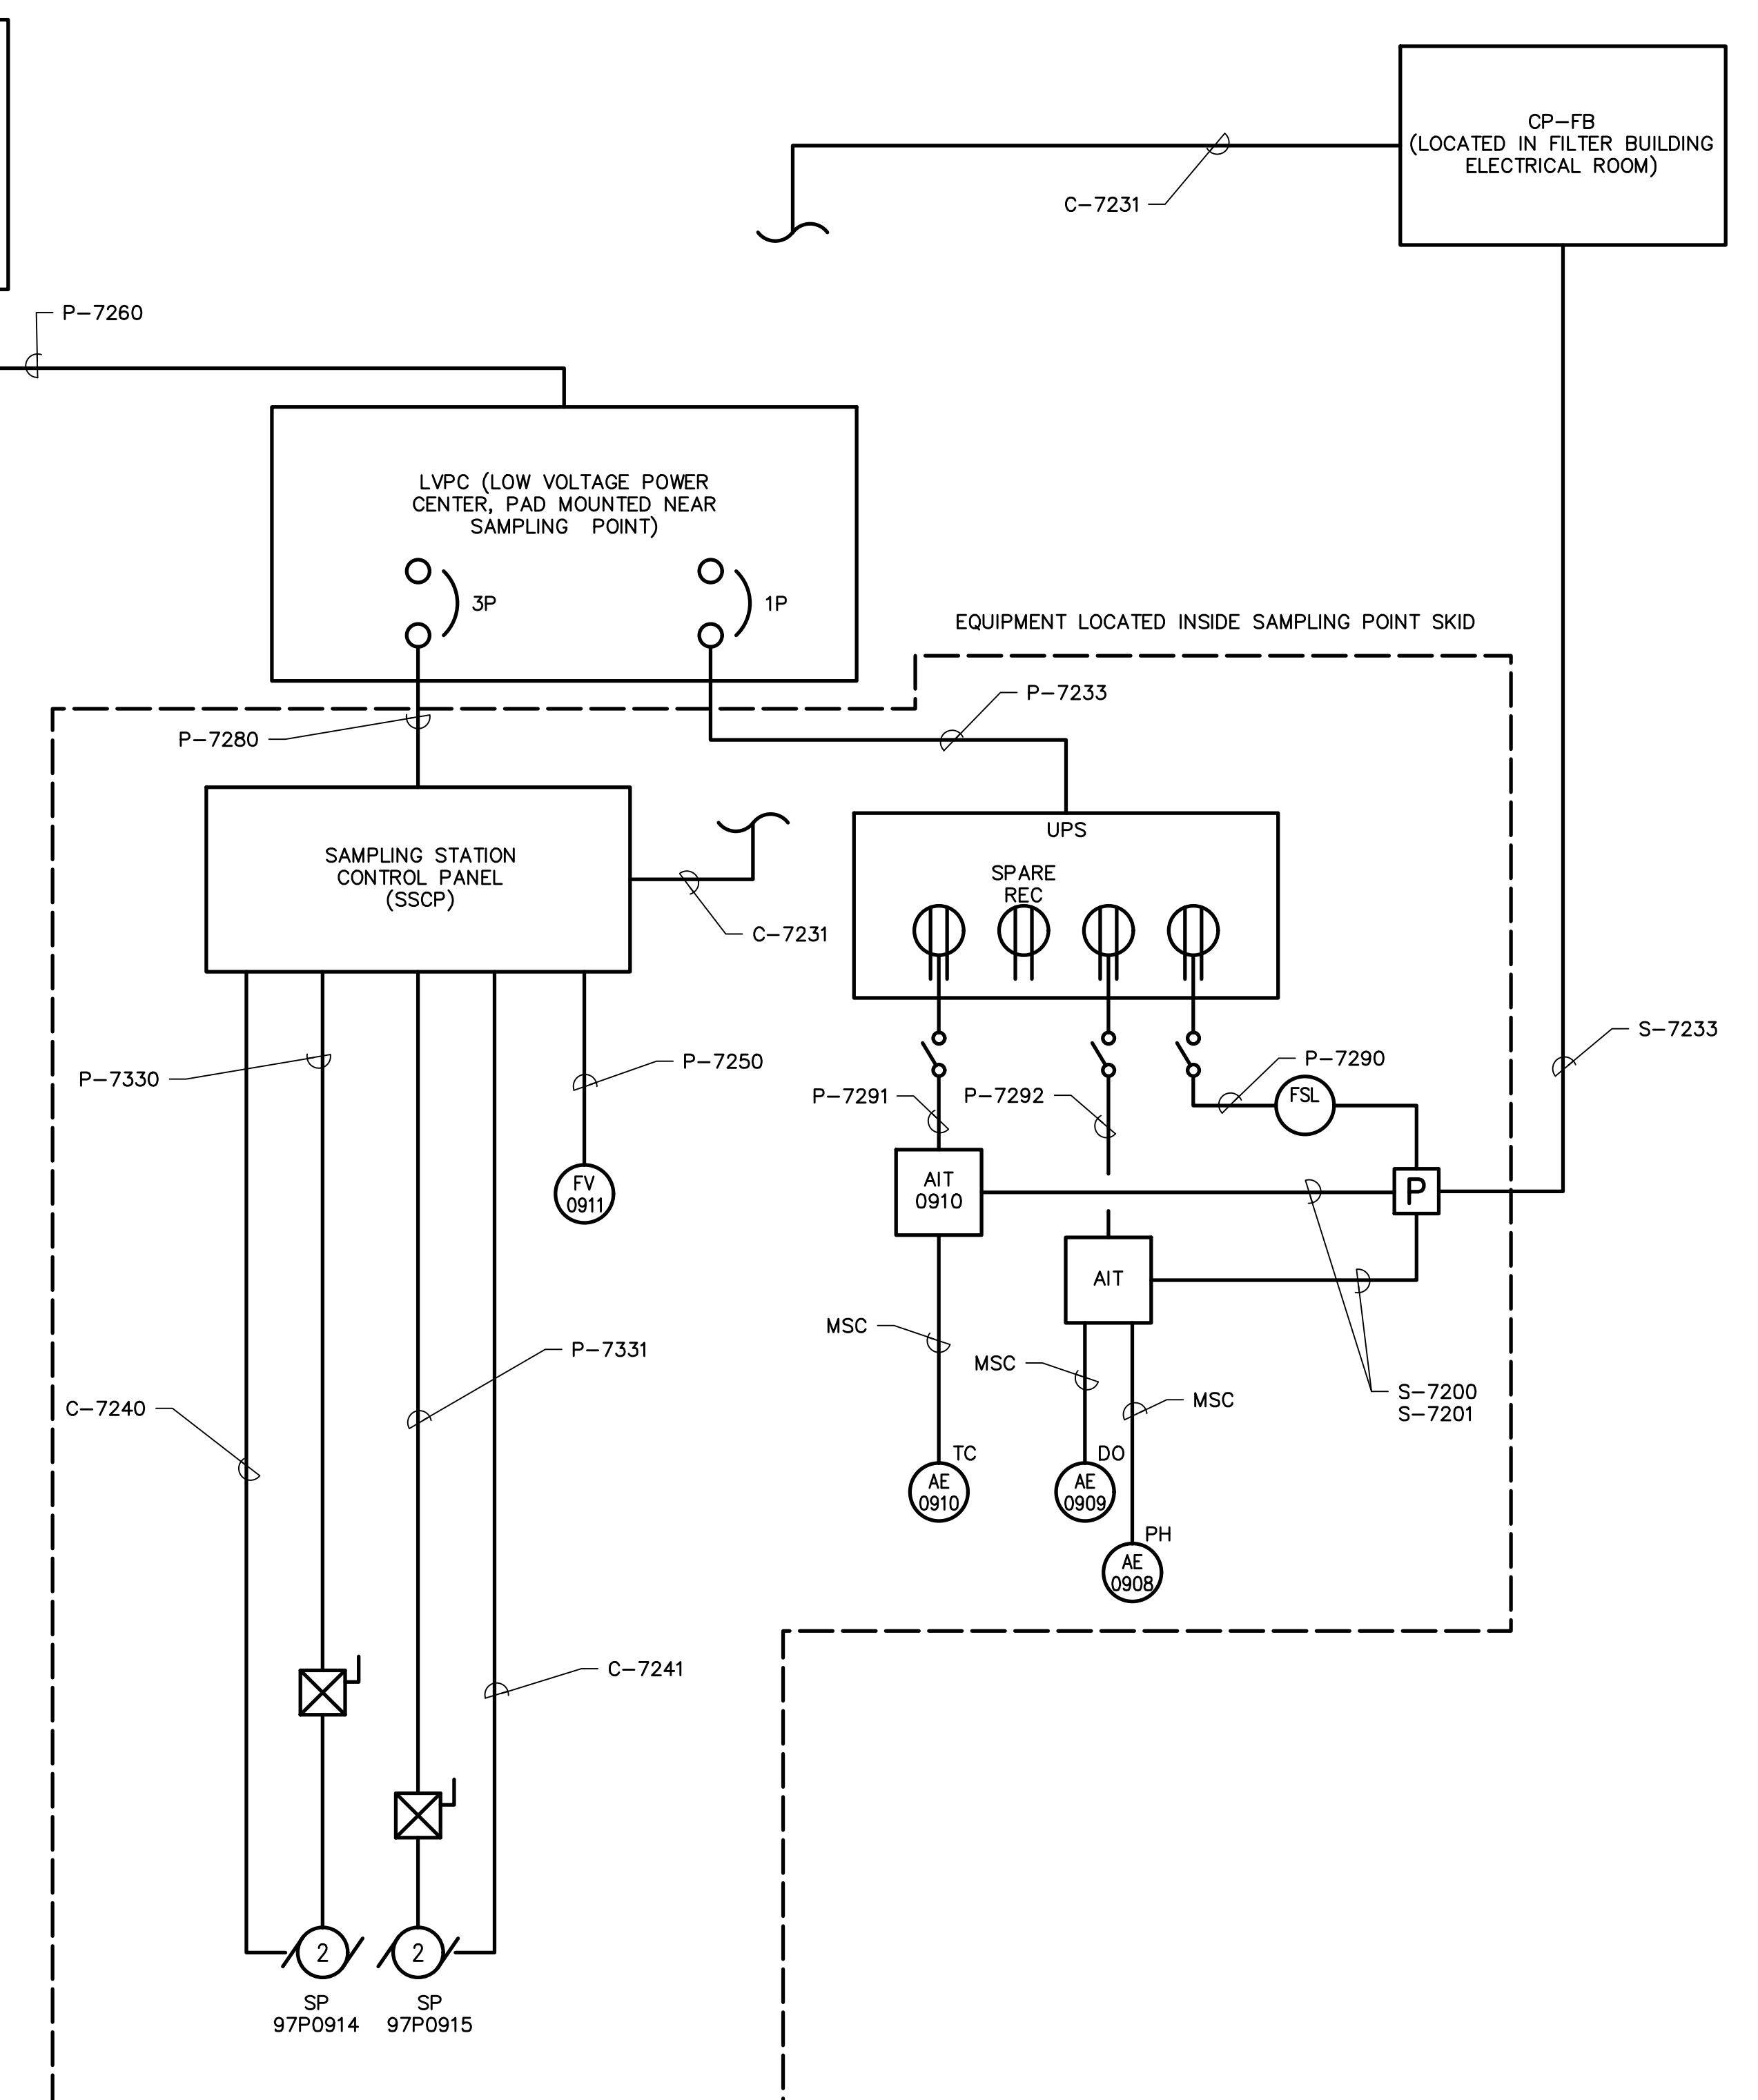 CP-FB
(LOCATED IN FILTER BUILDING
ELECTRICAL ROOM)
C-7231
P-7260
LVPC (LOW VOLTAGE POWER
CENTER, PAD MOUNTED NEAR
SAMPLING POINT)
3P
1P
EQUIPMENT LOCATED INSIDE SAMPLING POINT SKID
P-7233
P-7280
UPS
SPARE
REC
SAMPLING STATION
CONTROL PANEL
(SSCP)
C-7231
S-7233
P-7330
P-7250
P-7290
P-7291
P-7292
FSL
FV
0911
AIT
0910
P
AIT
MSC
P-7331
MSC
S-7200
S-7201
MSC
C-7240
TC
DO
AE
0910
AE
0909
PH
AE
0908
C-7241
2
2
SP
97P0914
SP
97P0915